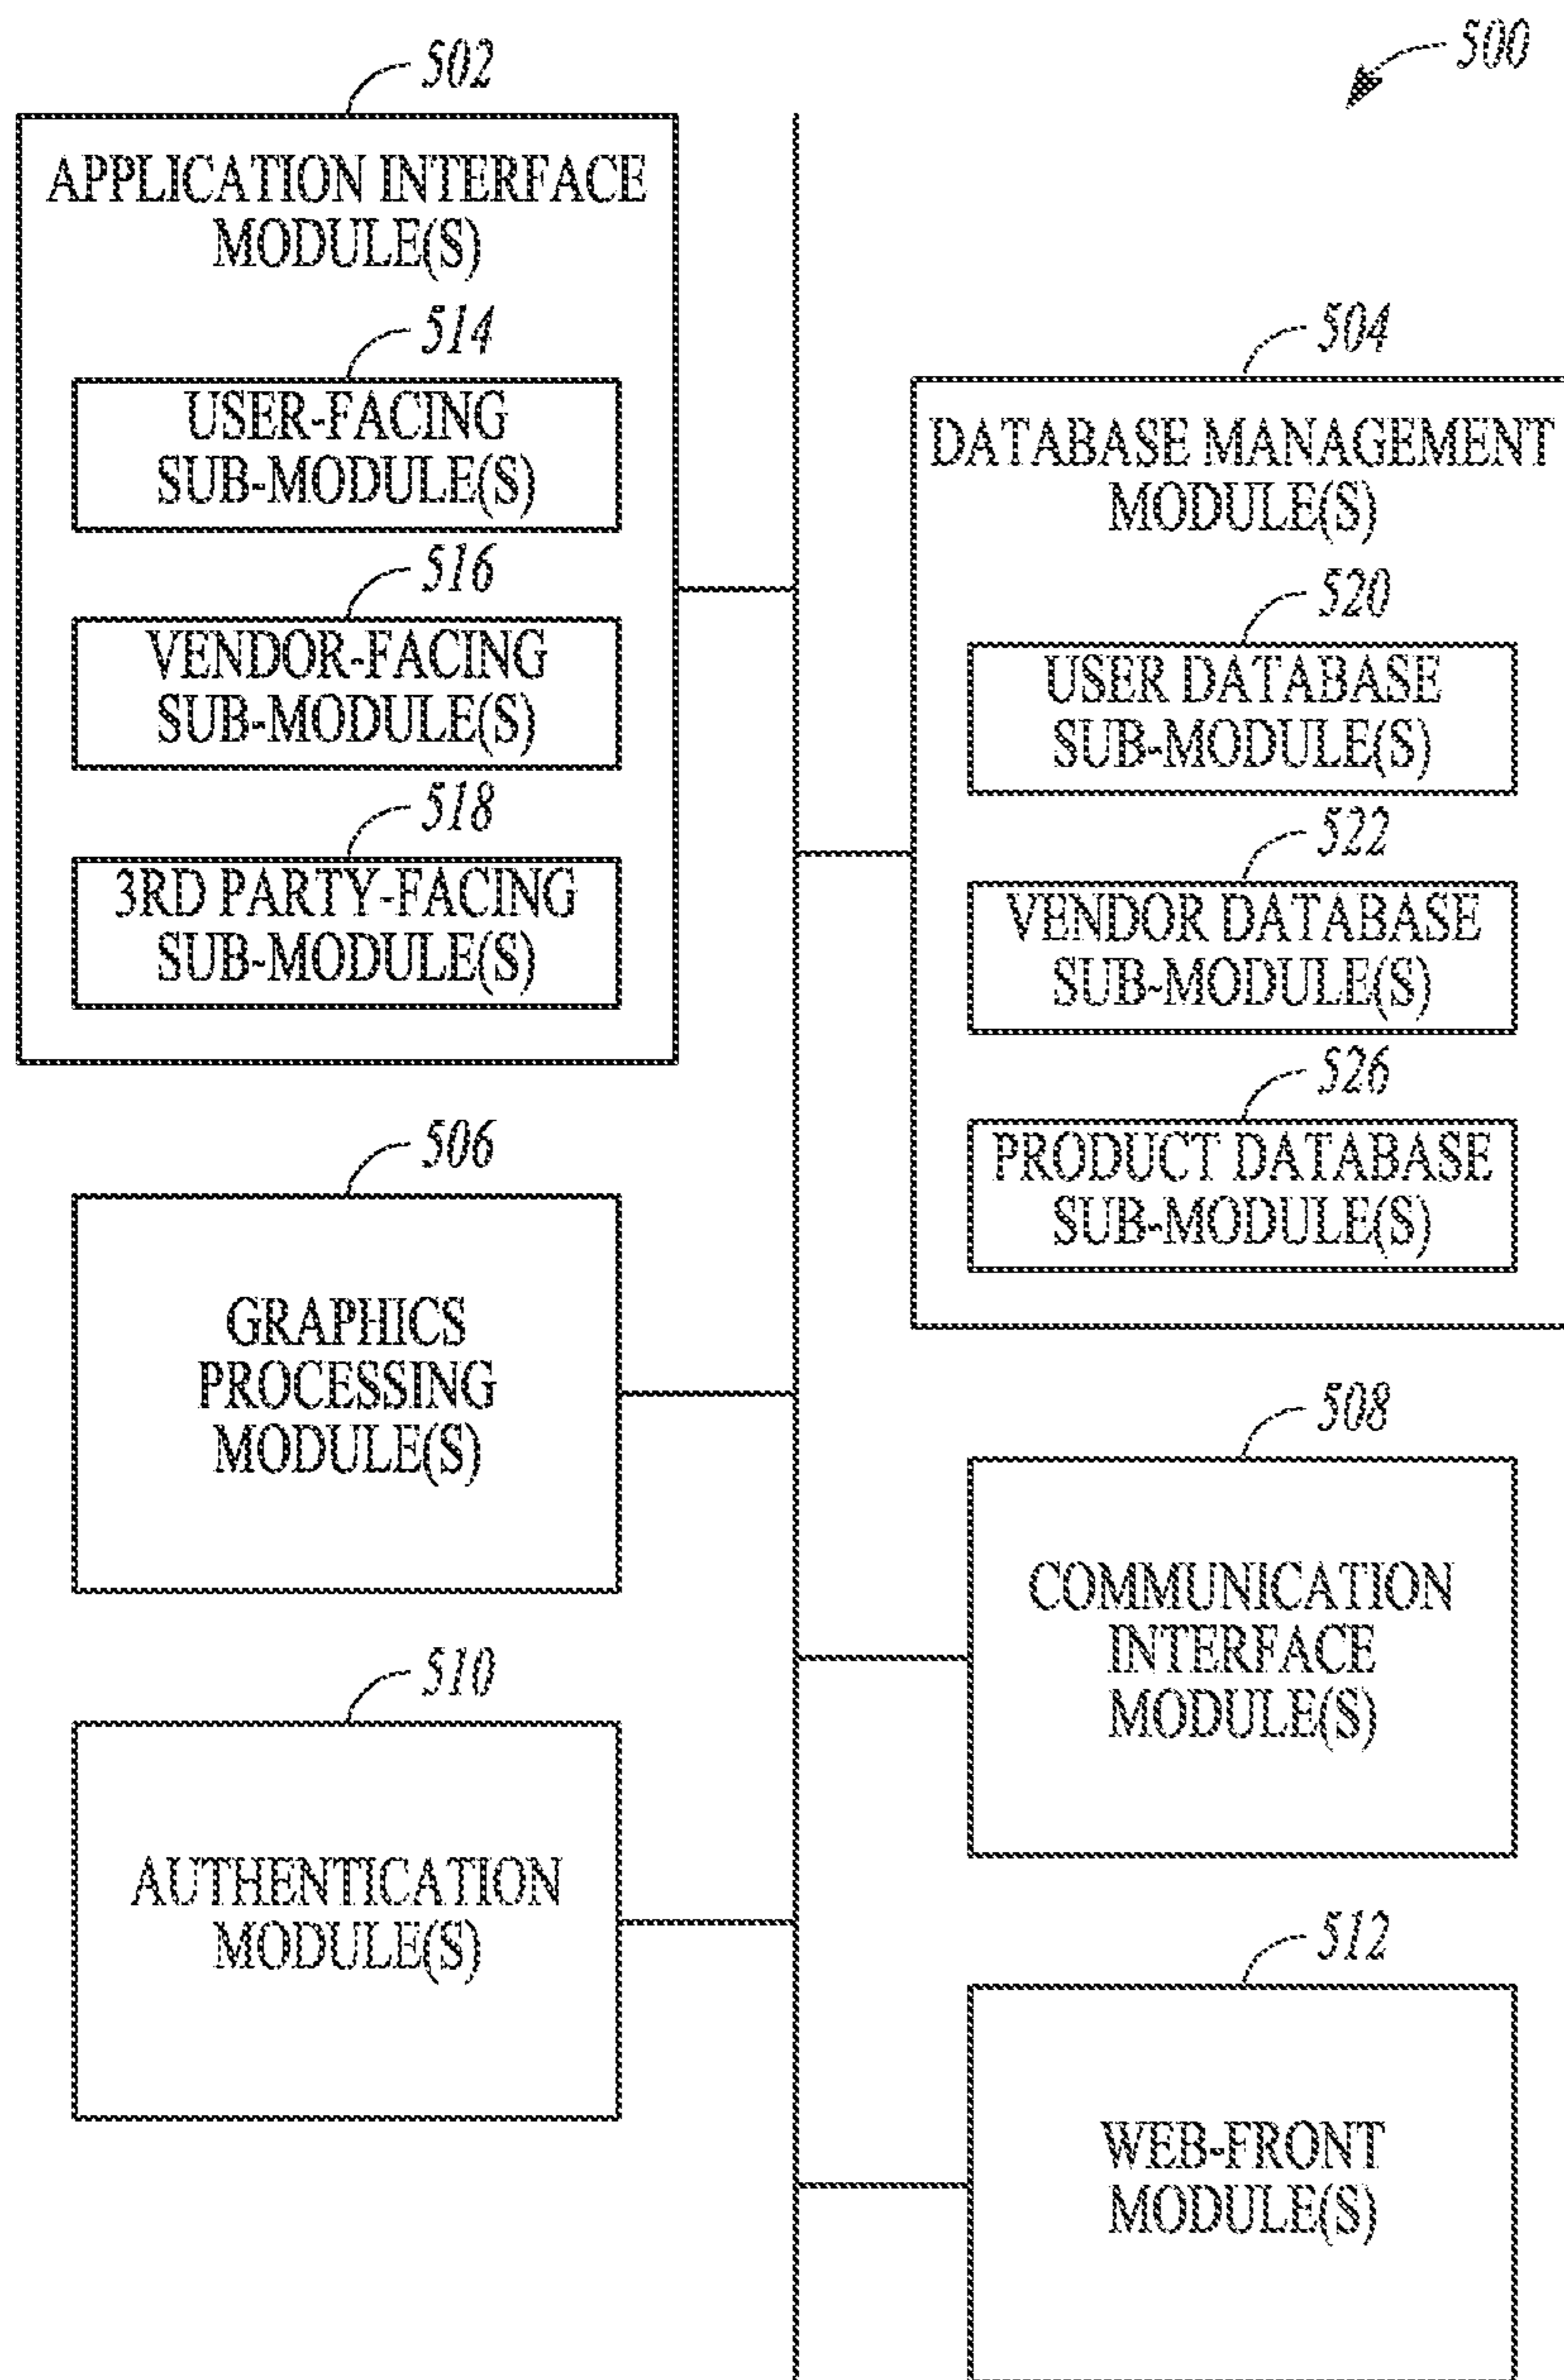 500
502
APPLICATION INTERFACE
MODULE(S)
514
USER-FACING
SUB-MODULE(S)
516
VENDOR-FACING
SUB-MODULE(S)
518
3RD PARTY-FACING
SUB-MODULE(S)
504
DATABASE MANAGEMENT
MODULE(S)
520
USER DATABASE
SUB-MODULE(S)
522
VENDOR DATABASE
SUB-MODULE(S)
526
PRODUCT DATABASE
SUB-MODULE(S)
506
GRAPHICS
PROCESSING
MODULE(S)
508
COMMUNICATION
INTERFACE
MODULE(S)
510
AUTHENTICATION
MODULE(S)
512
WEB-FRONT
MODULE(S)